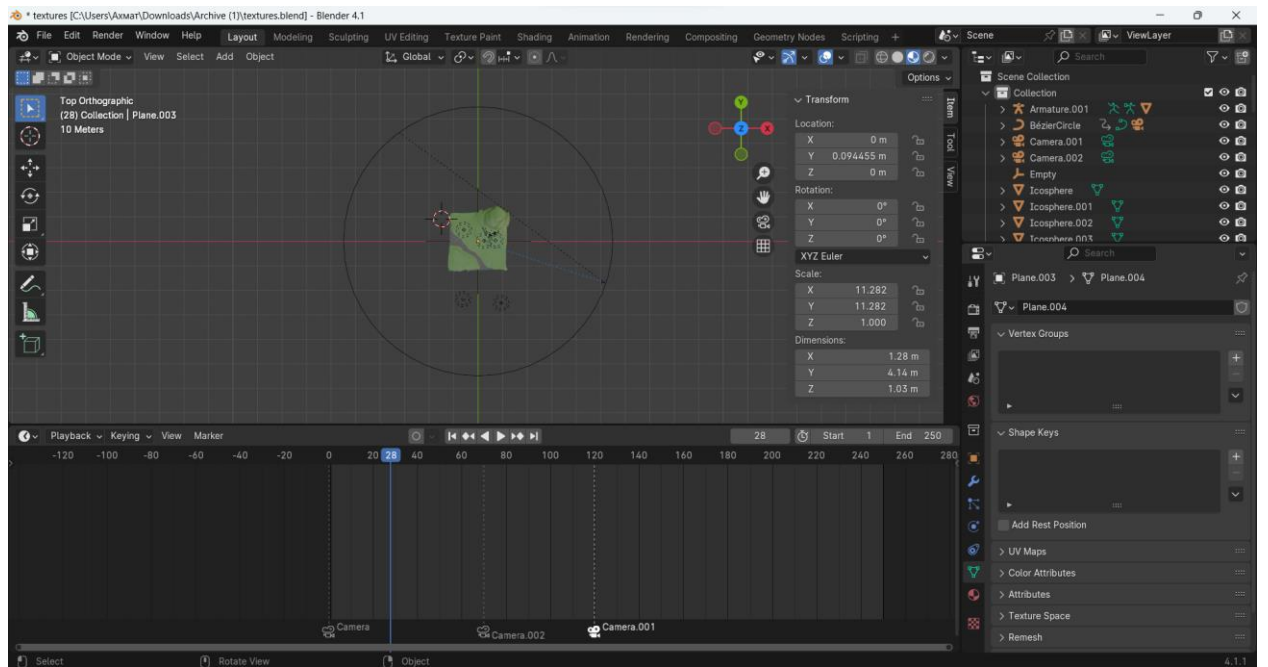 * textures [C:\Users\Ахмат\Downloads\Archive (1)\textures.blend] - Blender 4.1
File Edit Render Window Help Layout Modeling Sculpting UV Editing Texture Paint Shading Animation Rendering Compositing Geometry Nodes Scripting + Scene ViewLayer
Object Mode View Select Add Object Global Search
Options
Top Orthographic
(28) Collection | Plane.003
10 Meters
Y
Z
X
Transform
Location:
X 0 m
Y 0.094455 m
Z 0 m
Rotation:
X 0°
Y 0°
Z 0°
XYZ Euler
Scale:
X 11.282
Y 11.282
Z 1.000
Dimensions:
X 1.28 m
Y 4.14 m
Z 1.03 m
Item
Tool
View
Scene Collection
Collection
Armature.001
BézierCircle
Camera.001
Camera.002
Empty
Icosphere
Icosphere.001
Icosphere.002
Icosphere.003
Search
Plane.003 > Plane.004
Plane.004
Vertex Groups
Shape Keys
Add Rest Position
UV Maps
Color Attributes
Attributes
Texture Space
Remesh
Playback Keying View Marker 28 Start 1 End 250
-120 -100 -80 -60 -40 -20 0 20 28 40 60 80 100 120 140 160 180 200 220 240 260 280
Camera Camera.002 Camera.001
Select Rotate View Object 4.1.1